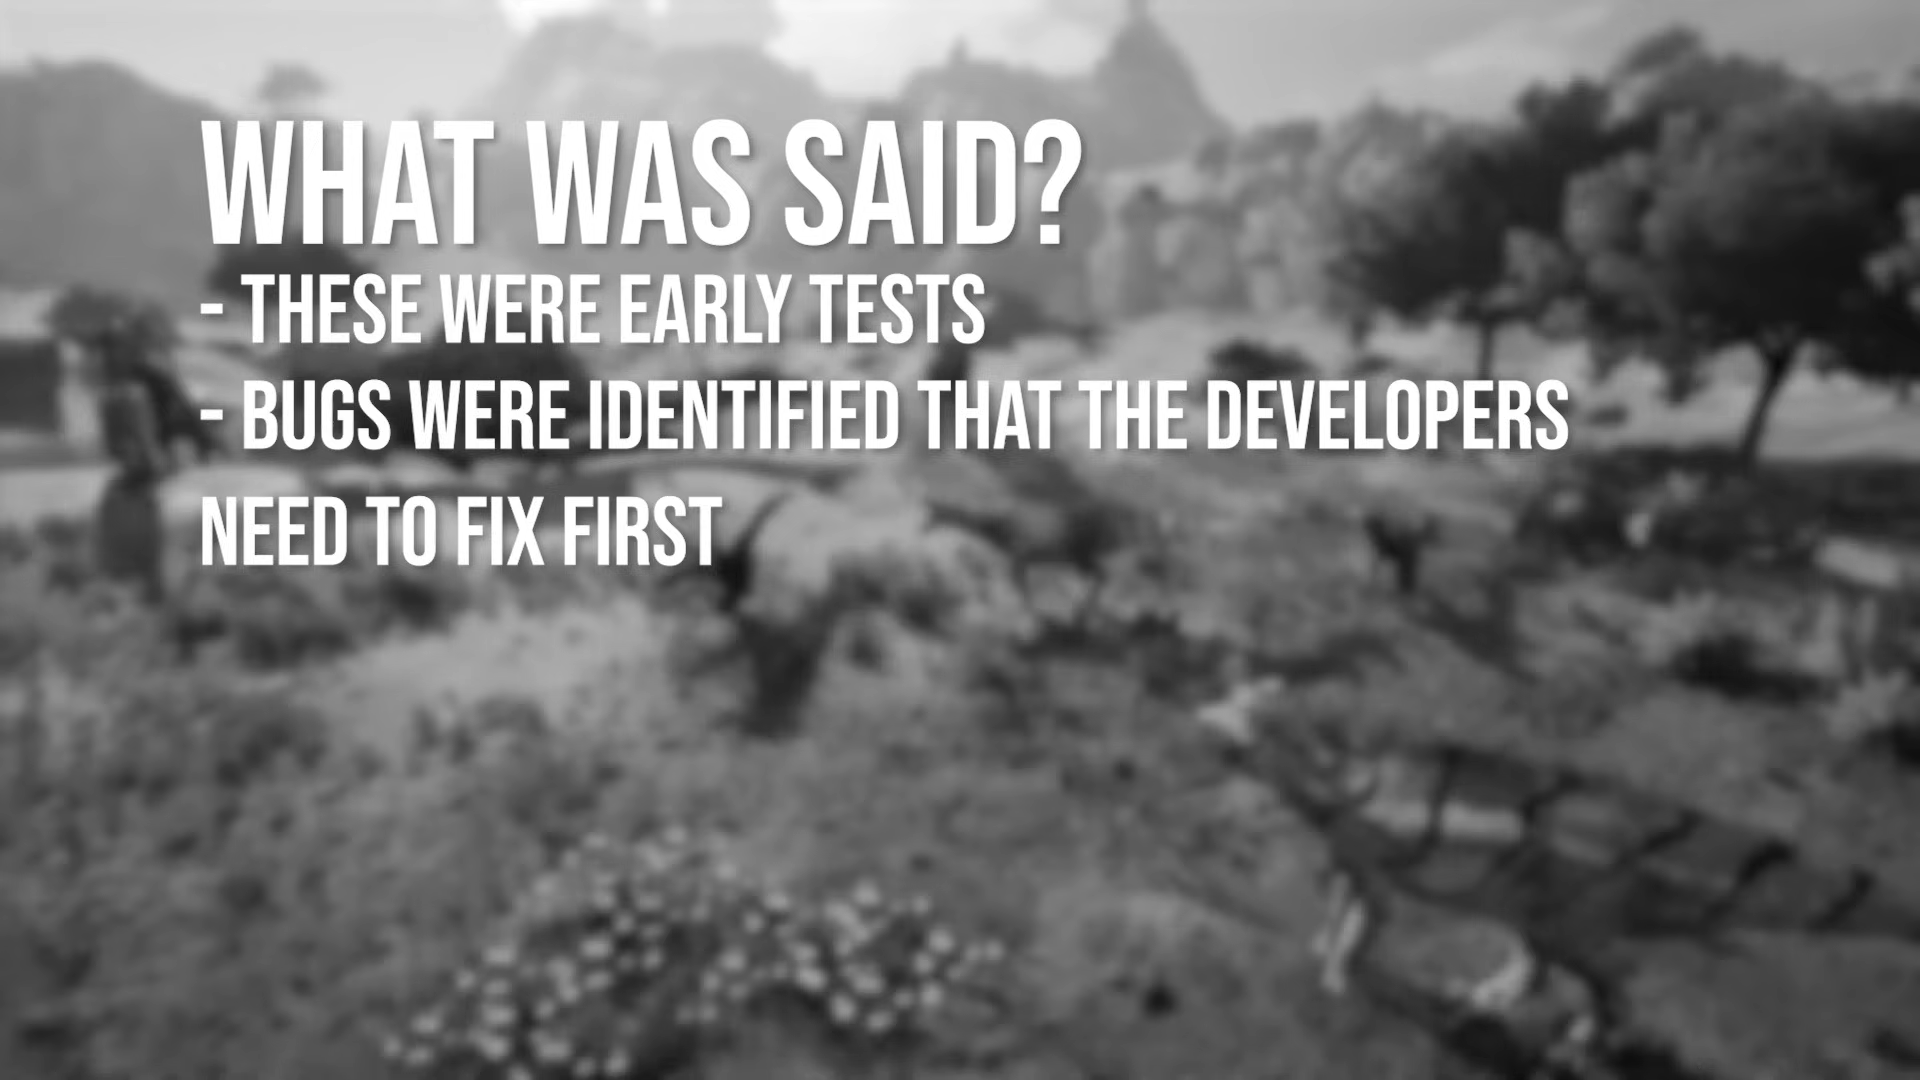 WHAT WAS SAID?
- THESE WERE EARLY TESTS
- BUGS WERE IDENTIFIED THAT THE DEVELOPERS
NEED TO FIX FIRST